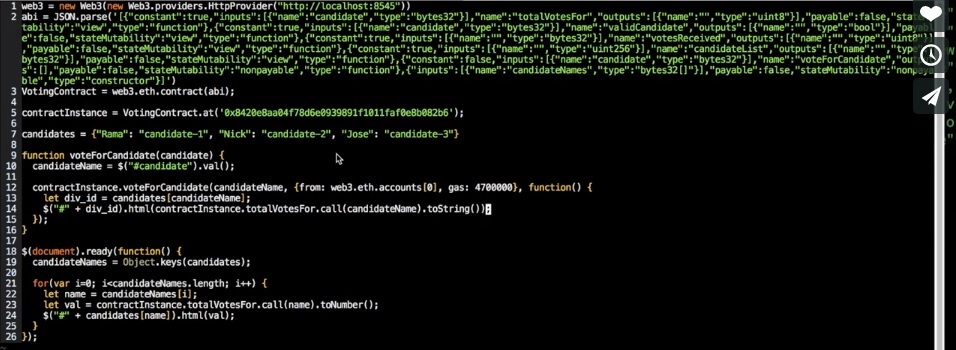 1 web3 = new Web3(new Web3.providers.HttpProvider("http://localhost:8545"))
2 abi = JSON.parse('[{"constant":true,"inputs":[{"name":"candidate","type":"bytes32"}],"name":"totalVotesFor","outputs":[{"name":"","type":"uint8"}],"payable":false,"sta
tability":"view","type":"function"},{"constant":true,"inputs":[{"name":"candidate","type":"bytes32"}],"name":"validCandidate","outputs":[{"name":"","type":"bool"}],"pay
e":false,"stateMutability":"view","type":"function"},{"constant":true,"inputs":[{"name":"","type":"bytes32"}],"name":"votesReceived","outputs":[{"name":"","type":"uint8"}]
,"payable":false,"stateMutability":"view","type":"function"},{"constant":true,"inputs":[{"name":"","type":"uint256"}],"name":"candidateList","outputs":[{"name":"","type"
bytes32"}],"payable":false,"stateMutability":"view","type":"function"},{"constant":false,"inputs":[{"name":"candidate","type":"bytes32"}],"name":"voteForCandidate","out
s":[],"payable":false,"stateMutability":"nonpayable","type":"function"},{"inputs":[{"name":"candidateNames","type":"bytes32[]"}],"payable":false,"stateMutability":"nonpay
ble","type":"constructor"}]')
3 VotingContract = web3.eth.contract(abi);
4
5 contractInstance = VotingContract.at('0x8420e8aa04f78d6e0939891f1011faf0e8b082b6');
6
7 candidates = {"Rama": "candidate-1", "Nick": "candidate-2", "Jose": "candidate-3"}
8
9 function voteForCandidate(candidate) {
10 candidateName = $("#candidate").val();
11
12 contractInstance.voteForCandidate(candidateName, {from: web3.eth.accounts[0], gas: 4700000}, function() {
13 let div_id = candidates[candidateName];
14 $("#" + div_id).html(contractInstance.totalVotesFor.call(candidateName).toString());
15 });
16 }
17
18 $(document).ready(function() {
19 candidateNames = Object.keys(candidates);
20
21 for(var i=0; i<candidateNames.length; i++) {
22 let name = candidateNames[i];
23 let val = contractInstance.totalVotesFor.call(name).toNumber();
24 $("#" + candidates[name]).html(val);
25 }
26 });
~